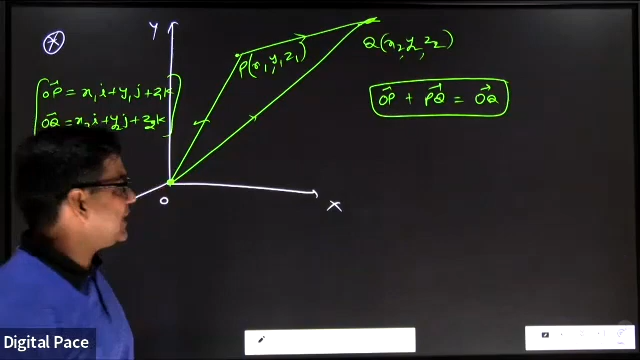 Y
Q(x₂, y₂, z₂)
P(x₁, y₁, z₁)
OP = x₁i + y₁j + z₁k
OP + PQ = OQ
OQ = x₂i + y₂j + z₂k
O
X
Digital Pace